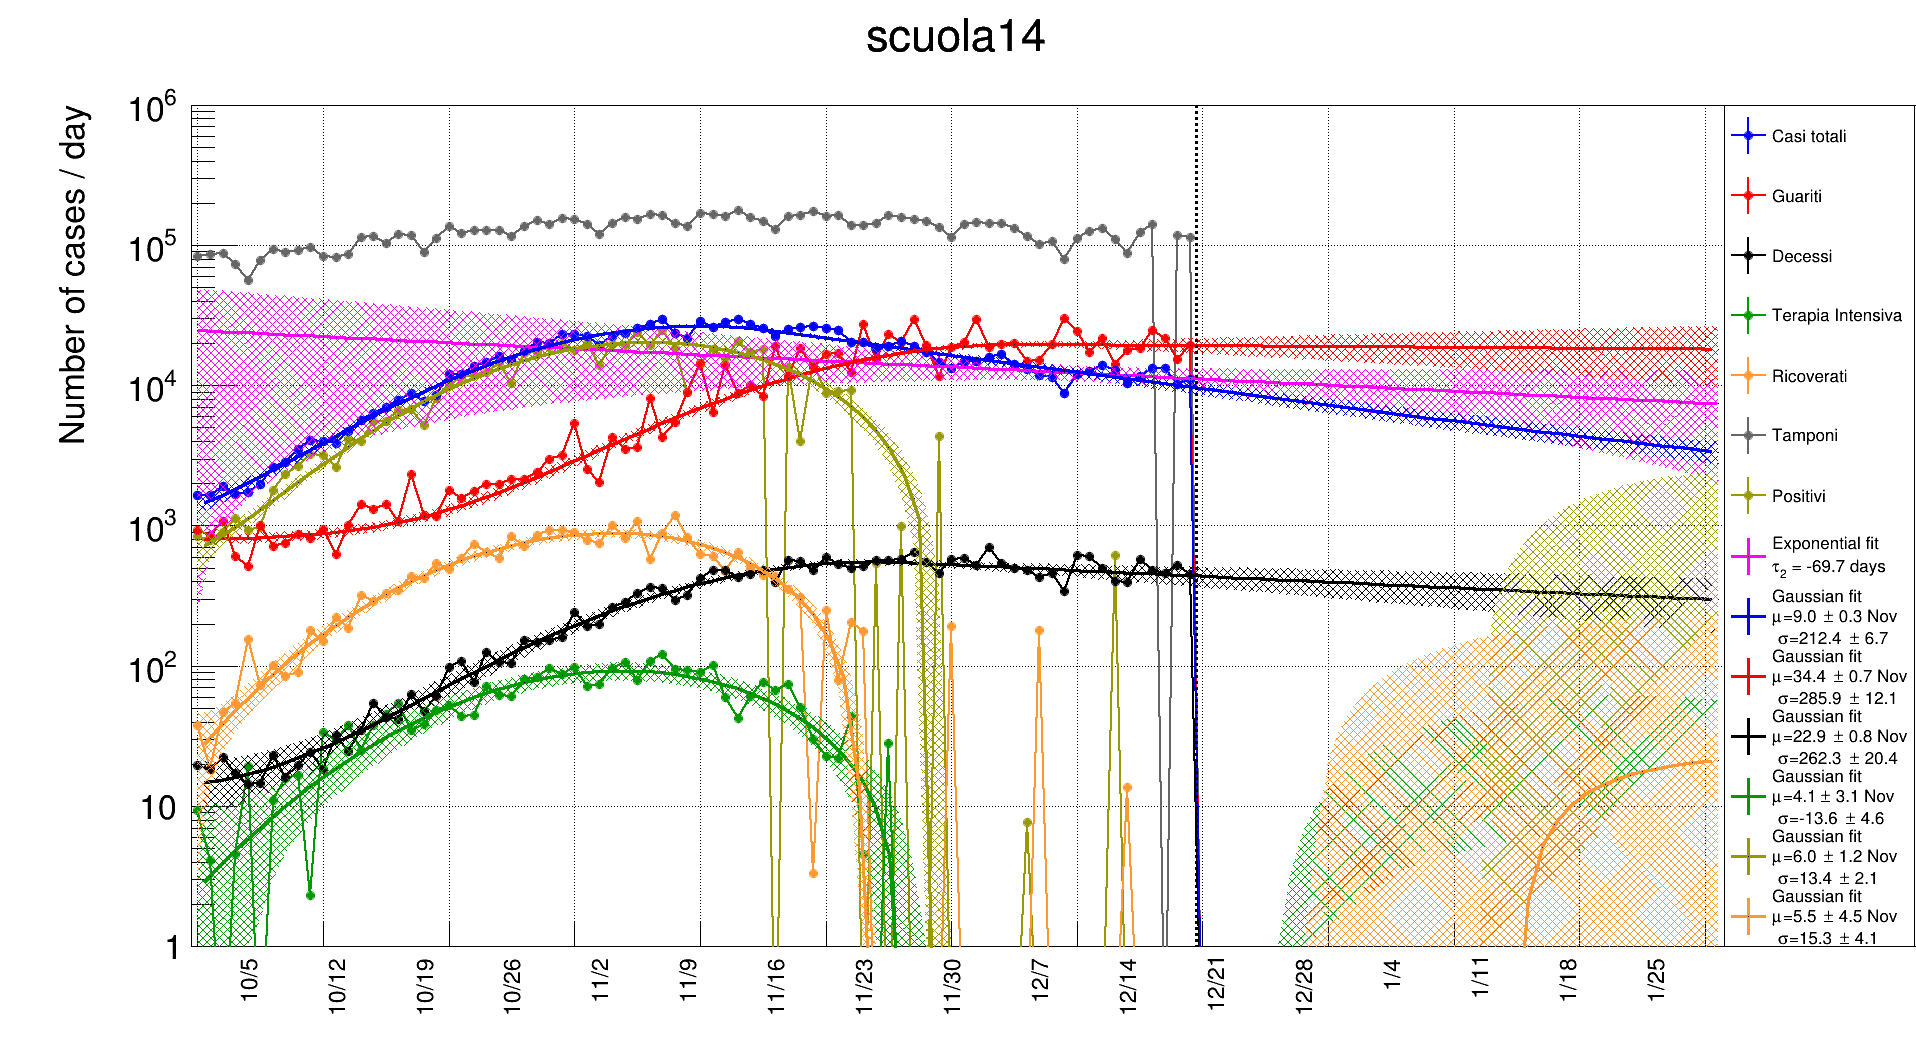 scuola14
Number of cases / day
10^6
10^5
10^4
10^3
10^2
10
1
10/5
10/12
10/19
10/26
11/2
11/9
11/16
11/23
11/30
12/7
12/14
12/21
12/28
1/4
1/11
1/18
1/25
Casi totali
Guariti
Decessi
Terapia Intensiva
Ricoverati
Tamponi
Positivi
Exponential fit
τ_2 = -69.7 days
Gaussian fit
μ=9.0 ± 0.3 Nov
σ=212.4 ± 6.7
Gaussian fit
μ=34.4 ± 0.7 Nov
σ=285.9 ± 12.1
Gaussian fit
μ=22.9 ± 0.8 Nov
σ=262.3 ± 20.4
Gaussian fit
μ=4.1 ± 3.1 Nov
σ=-13.6 ± 4.6
Gaussian fit
μ=6.0 ± 1.2 Nov
σ=13.4 ± 2.1
Gaussian fit
μ=5.5 ± 4.5 Nov
σ=15.3 ± 4.1